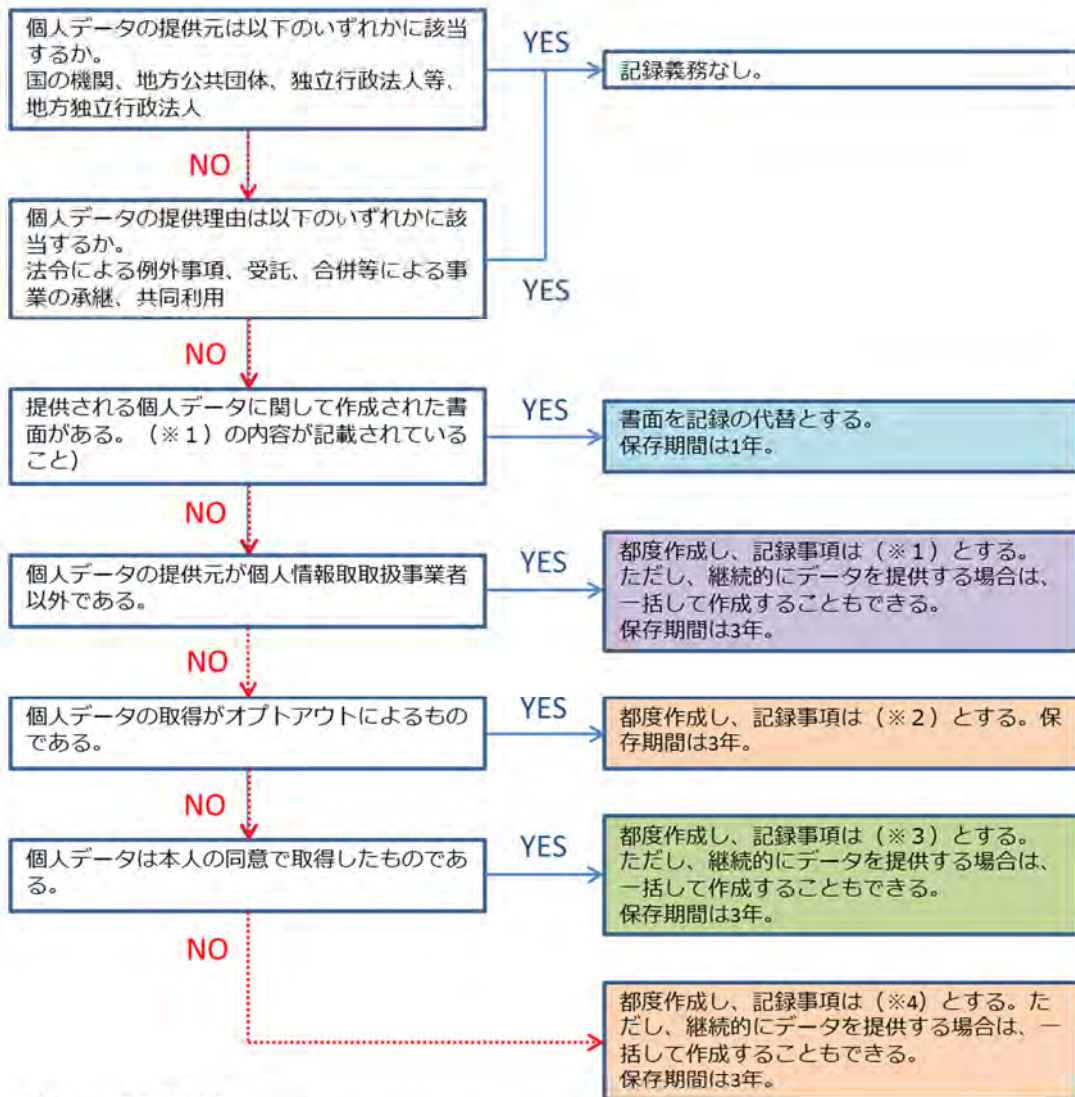 個人データの提供元は以下のいずれかに該当
するか。
国の機関、地方公共団体、独立行政法人等、
地方独立行政法人
YES
記録義務なし。
NO
個人データの提供理由は以下のいずれかに該
当するか。
法令による例外事項、受託、合併等による事
業の承継、共同利用
YES
NO
提供される個人データに関して作成された書
面がある。（※１）の内容が記載されている
こと)
YES
書面を記録の代替とする。
保存期間は1年。
NO
個人データの提供元が個人情報取取扱事業者
以外である。
YES
都度作成し、記録事項は（※１）とする。
ただし、継続的にデータを提供する場合は、
一括して作成することもできる。
保存期間は3年。
NO
個人データの取得がオプトアウトによるもの
である。
YES
都度作成し、記録事項は（※２）とする。保
存期間は3年。
NO
個人データは本人の同意で取得したものであ
る。
YES
都度作成し、記録事項は（※３）とする。
ただし、継続的にデータを提供する場合は、
一括して作成することもできる。
保存期間は3年。
NO
都度作成し、記録事項は（※4）とする。た
だし、継続的にデータを提供する場合は、一
括して作成することもできる。
保存期間は3年。